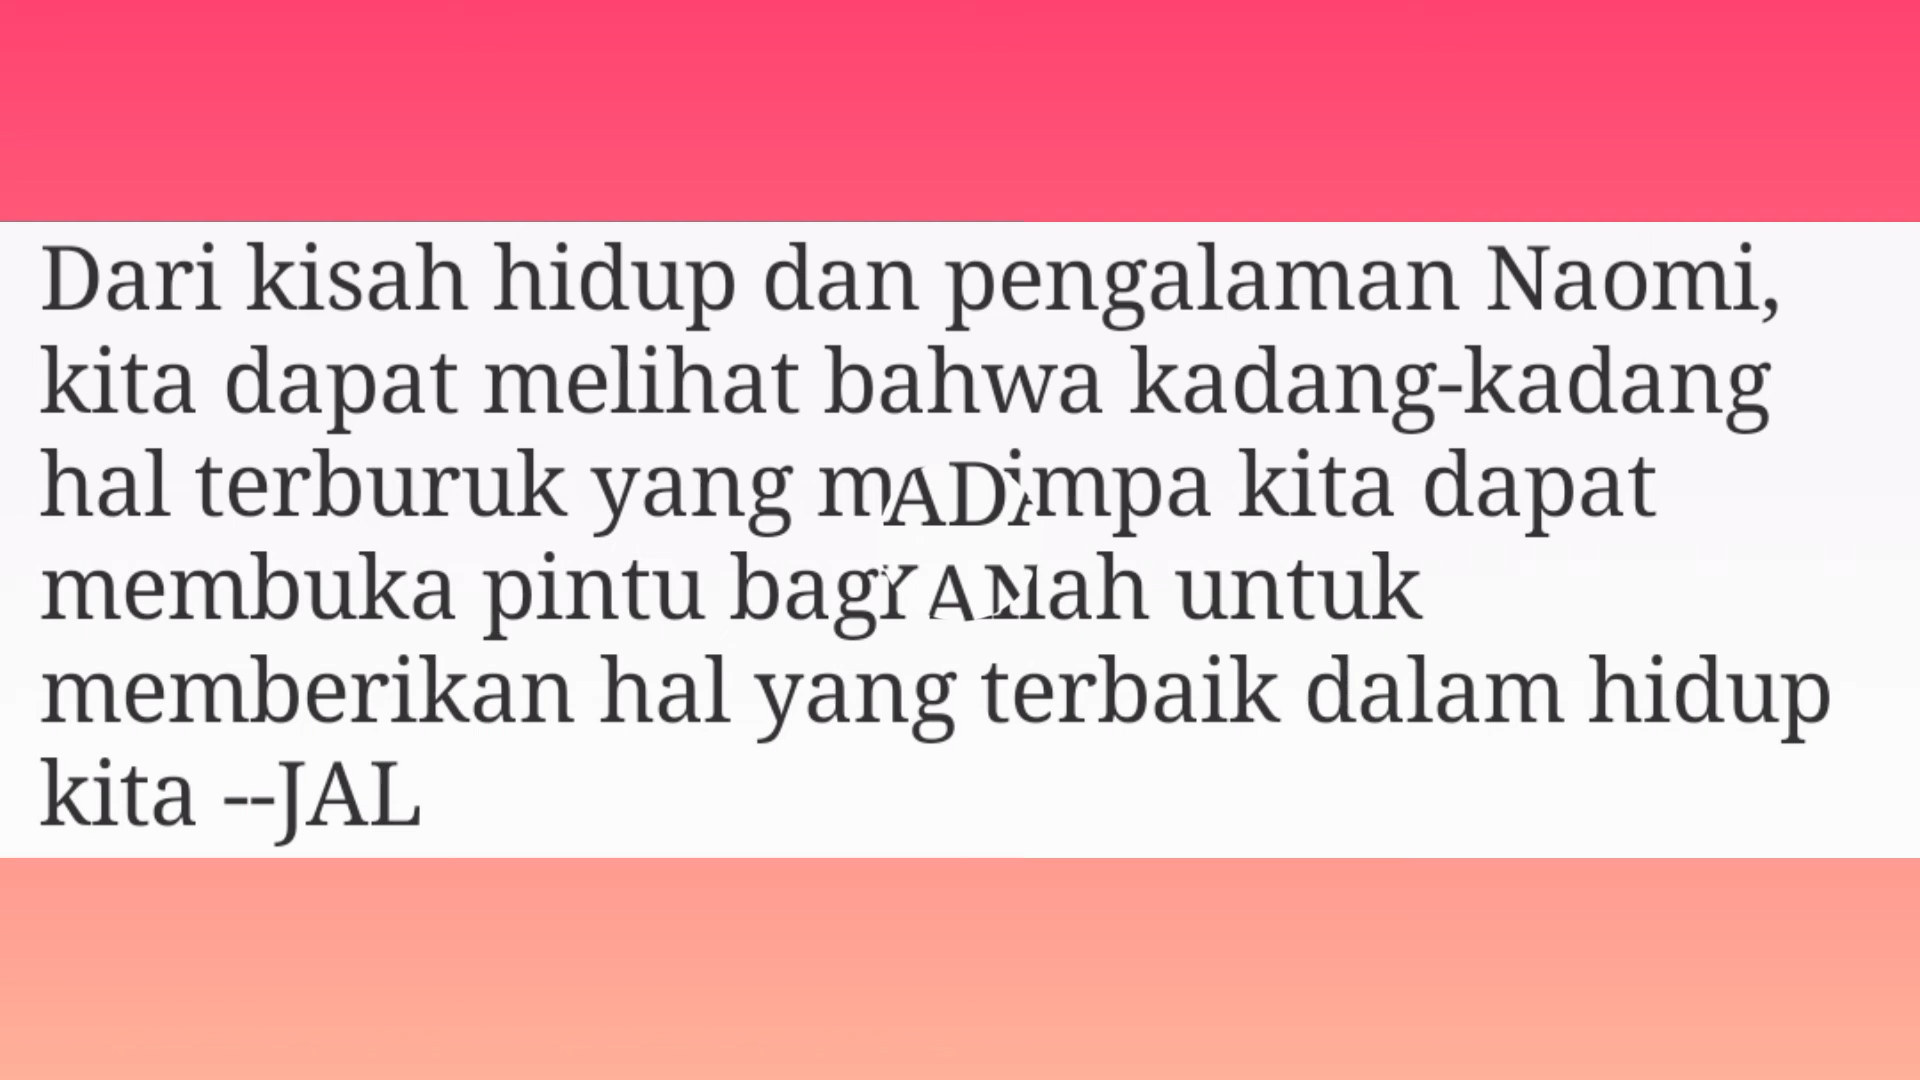 Dari kisah hidup dan pengalaman Naomi,
kita dapat melihat bahwa kadang-kadang
hal terburuk yang kita dapat
membuka pintu untuk
memberikan hal yang terbaik dalam hidup
kita --JAL